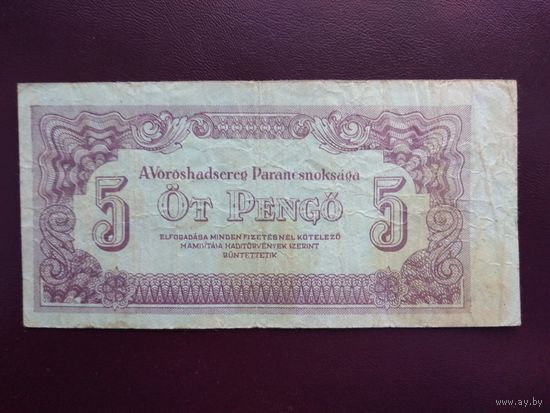 A Vöröshadsereg Parancsnoksága
5 ÖT PENGŐ 5
ELFOGADÁSA MINDEN FIZETÉSNÉL KÖTELEZŐ
HAMISÍTÁSA HADITÖRVÉNYEK SZERINT
BÜNTETTETIK
www.ay.by